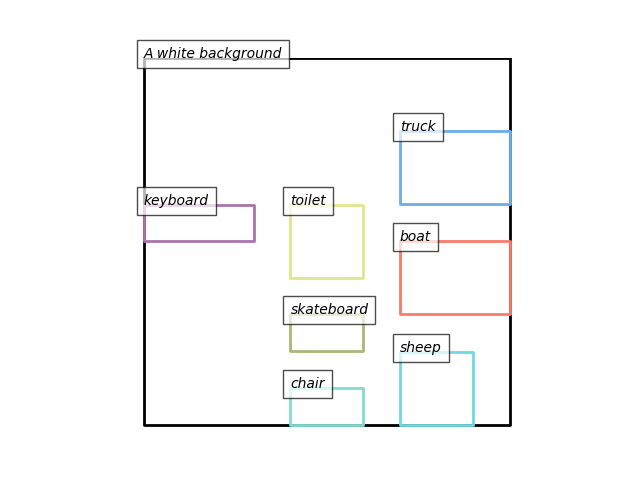 A white background
truck
keyboard
toilet
boat
skateboard
sheep
chair